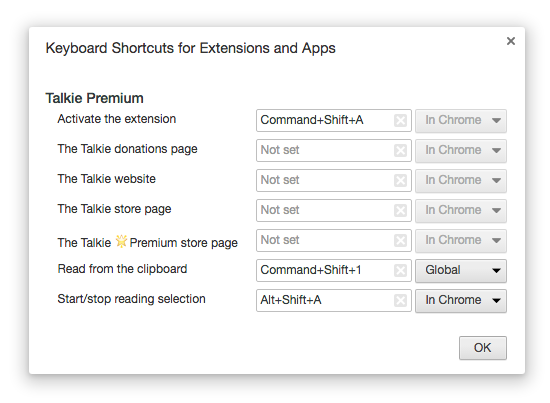 Keyboard Shortcuts for Extensions and Apps
Talkie Premium
Activate the extension Command+Shift+A In Chrome
The Talkie donations page Not set In Chrome
The Talkie website Not set In Chrome
The Talkie store page Not set In Chrome
The Talkie Premium store page Not set In Chrome
Read from the clipboard Command+Shift+1 Global
Start/stop reading selection Alt+Shift+A In Chrome
OK